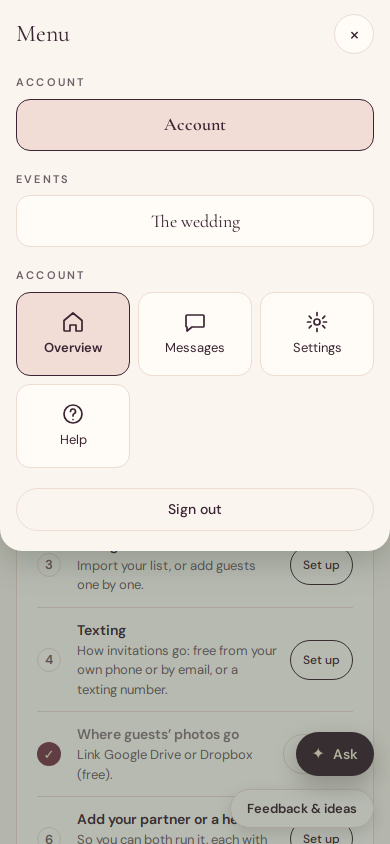 Menu
×
ACCOUNT
Account
EVENTS
The wedding
ACCOUNT
Overview
Messages
Settings
Help
Sign out
3
Import your list, or add guests
one by one.
Set up
4
Texting
How invitations go: free from your
own phone or by email, or a
texting number.
Set up
✓
Where guests’ photos go
Link Google Drive or Dropbox
(free).
✦ Ask
Feedback & ideas
6
Add your partner or a he
So you can both run it, each with
Set up